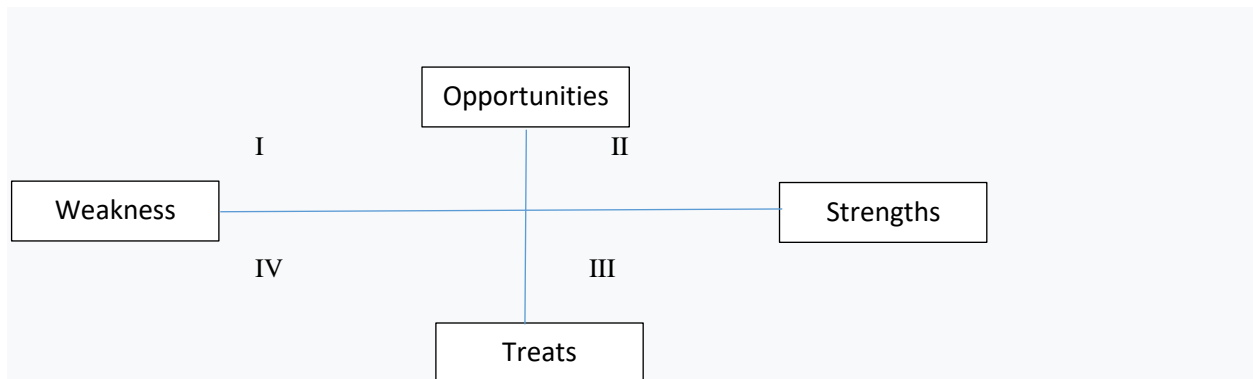 Opportunities
I II
Weakness Strengths
IV III
Treats